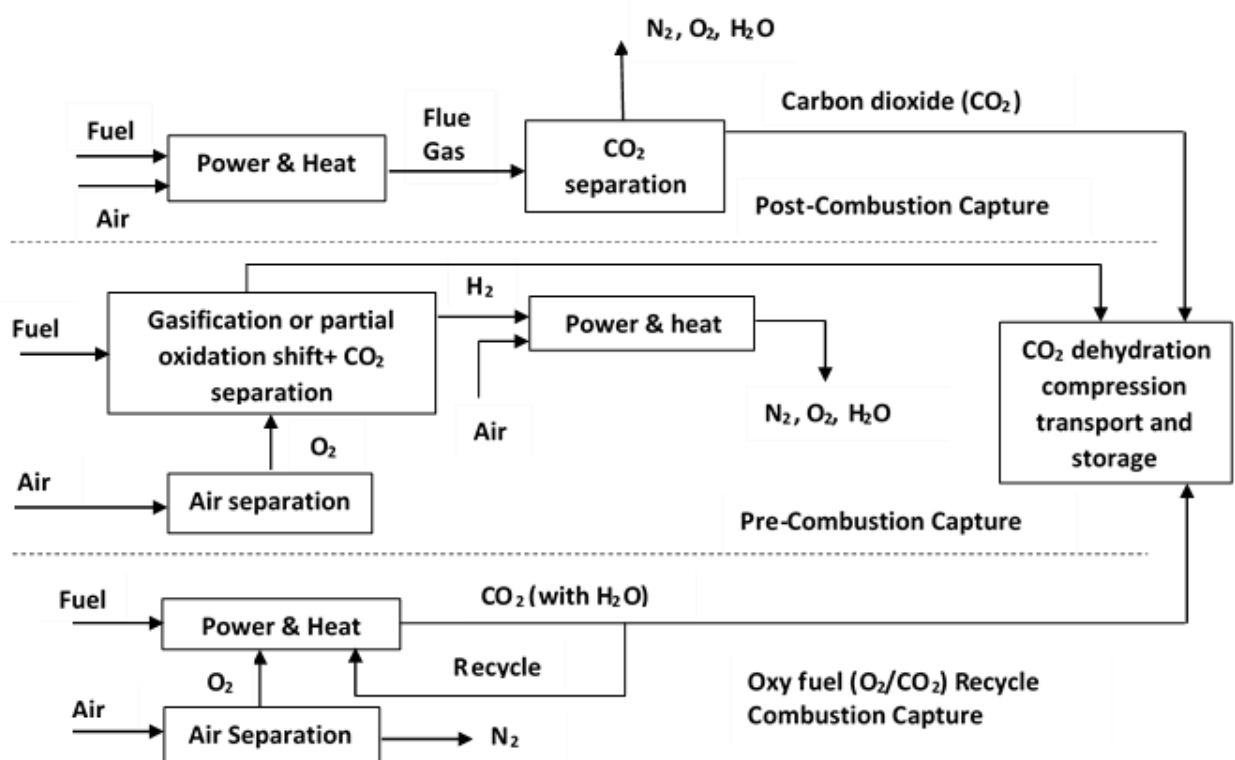 N₂, O₂, H₂O
Carbon dioxide (CO₂)
Fuel
Flue
Gas
Power & Heat
CO₂
separation
Air
Post-Combustion Capture
H₂
Fuel
Gasification or partial
oxidation shift+ CO₂
separation
Power & heat
CO₂ dehydration
compression
transport and
storage
N₂, O₂, H₂O
Air
O₂
Air
Air separation
Pre-Combustion Capture
Fuel
CO₂ (with H₂O)
Power & Heat
Recycle
O₂
Oxy fuel (O₂/CO₂) Recycle
Combustion Capture
Air
Air Separation
N₂